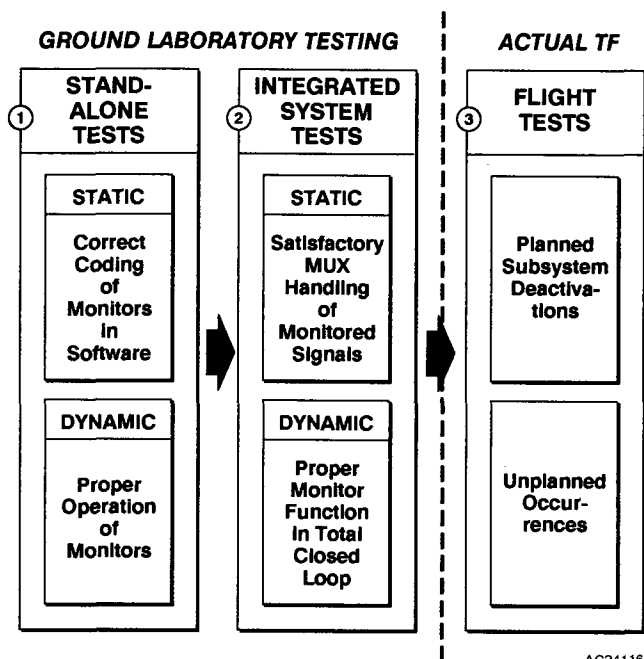 GROUND LABORATORY TESTING
ACTUAL TF
1
STAND-
ALONE
TESTS
STATIC
Correct
Coding
of
Monitors
in
Software
DYNAMIC
Proper
Operation
of
Monitors
2
INTEGRATED
SYSTEM
TESTS
STATIC
Satisfactory
MUX
Handling
of
Monitored
Signals
DYNAMIC
Proper
Monitor
Function
in Total
Closed
Loop
3
FLIGHT
TESTS
Planned
Subsystem
Deactiva-
tions
Unplanned
Occur-
rences
AC24116